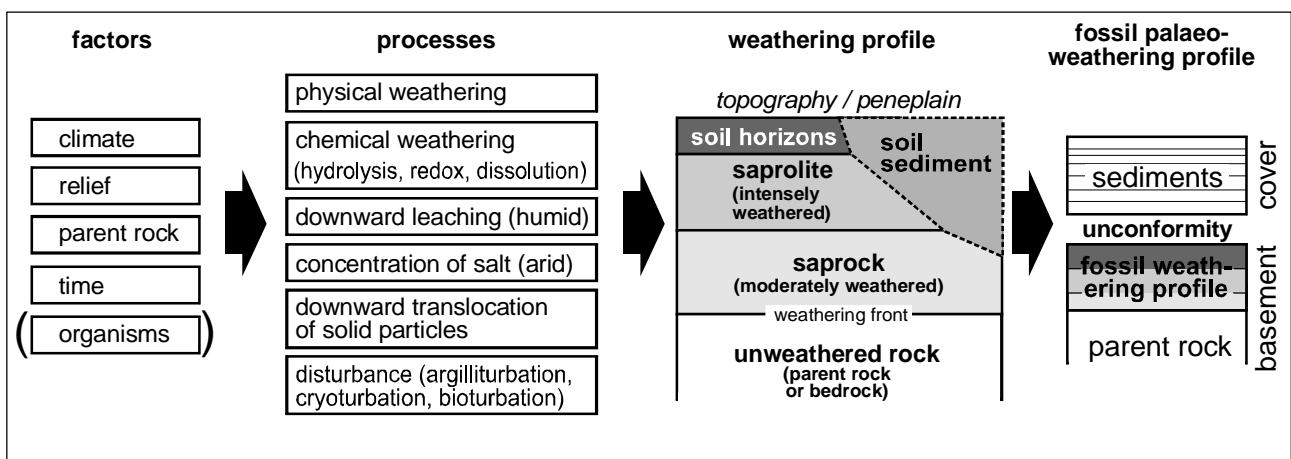 factors
climate
relief
parent rock
time
( organisms )
processes
physical weathering
chemical weathering
(hydrolysis, redox, dissolution)
downward leaching (humid)
concentration of salt (arid)
downward translocation
of solid particles
disturbance (argilliturbation,
cryoturbation, bioturbation)
weathering profile
topography / peneplain
soil horizons
soil
sediment
saprolite
(intensely
weathered)
saprock
(moderately weathered)
weathering front
unweathered rock
(parent rock
or bedrock)
fossil palaeo-
weathering profile
sediments
cover
unconformity
fossil weath-
ering profile
parent rock
basement